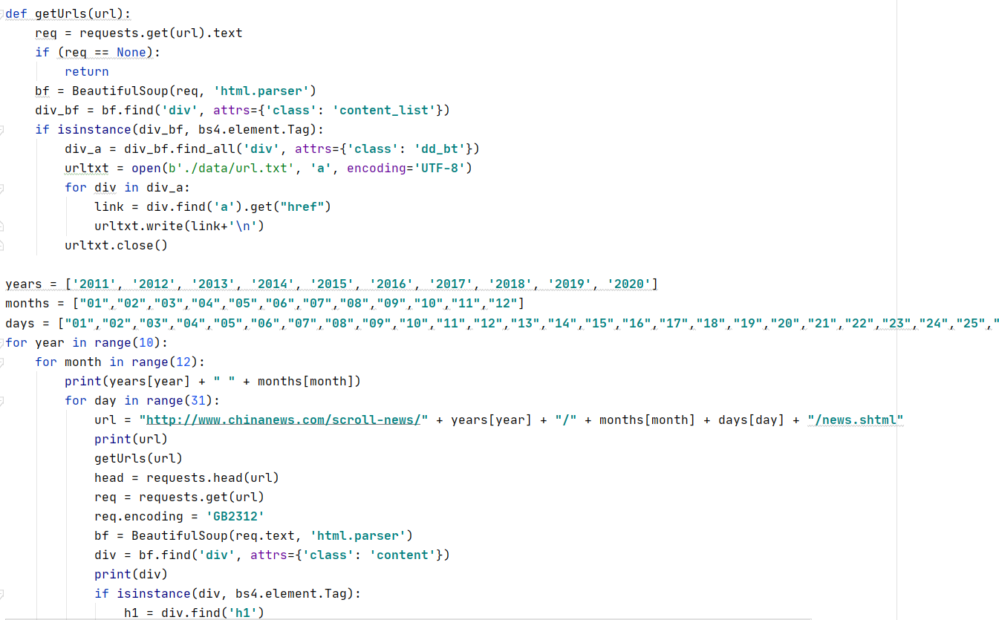 def getUrls(url):
    req = requests.get(url).text
    if (req == None):
        return
    bf = BeautifulSoup(req, 'html.parser')
    div_bf = bf.find('div', attrs={'class': 'content_list'})
    if isinstance(div_bf, bs4.element.Tag):
        div_a = div_bf.find_all('div', attrs={'class': 'dd_bt'})
        urltxt = open(b'./data/url.txt', 'a', encoding='UTF-8')
        for div in div_a:
            link = div.find('a').get("href")
            urltxt.write(link+'\n')
        urltxt.close()
years = ['2011', '2012', '2013', '2014', '2015', '2016', '2017', '2018', '2019', '2020']
months = ["01","02","03","04","05","06","07","08","09","10","11","12"]
days = ["01","02","03","04","05","06","07","08","09","10","11","12","13","14","15","16","17","18","19","20","21","22","23","24","25","
for year in range(10):
    for month in range(12):
        print(years[year] + " " + months[month])
        for day in range(31):
            url = "http://www.chinanews.com/scroll-news/" + years[year] + "/" + months[month] + days[day] + "/news.shtml"
            print(url)
            getUrls(url)
            head = requests.head(url)
            req = requests.get(url)
            req.encoding = 'GB2312'
            bf = BeautifulSoup(req.text, 'html.parser')
            div = bf.find('div', attrs={'class': 'content'})
            print(div)
            if isinstance(div, bs4.element.Tag):
                h1 = div.find('h1')